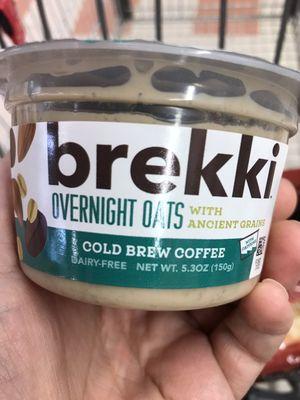 brekki
OVERNIGHT OATS WITH
ANCIENT GRAINS
COLD BREW COFFEE
DAIRY-FREE NET WT. 5.3OZ (150g)